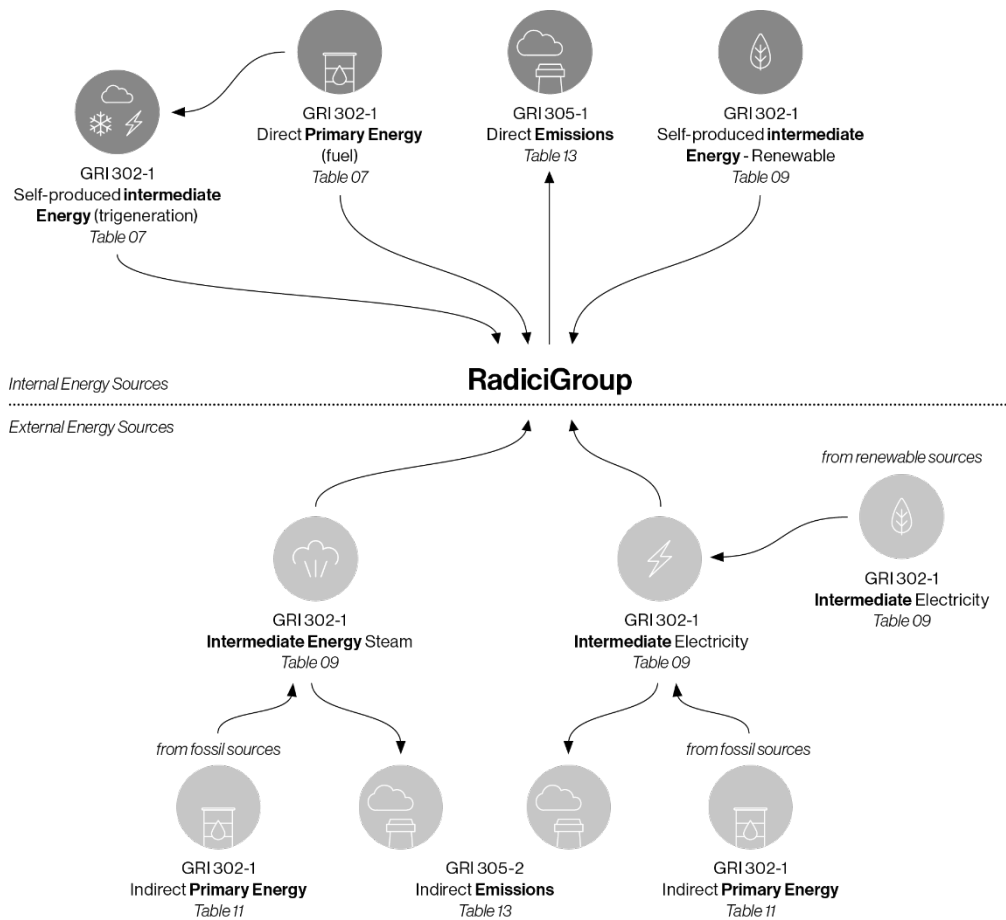 GRI 302-1
Direct Primary Energy
(fuel)
Table 07
GRI 305-1
Direct Emissions
Table 13
GRI 302-1
Self-produced intermediate
Energy - Renewable
Table 09
GRI 302-1
Self-produced intermediate
Energy (trigeneration)
Table 07
RadiciGroup
Internal Energy Sources
External Energy Sources
from renewable sources
GRI 302-1
Intermediate Electricity
Table 09
GRI 302-1
Intermediate Energy Steam
Table 09
GRI 302-1
Intermediate Electricity
Table 09
from fossil sources
from fossil sources
GRI 302-1
Indirect Primary Energy
Table 11
GRI 305-2
Indirect Emissions
Table 13
GRI 302-1
Indirect Primary Energy
Table 11